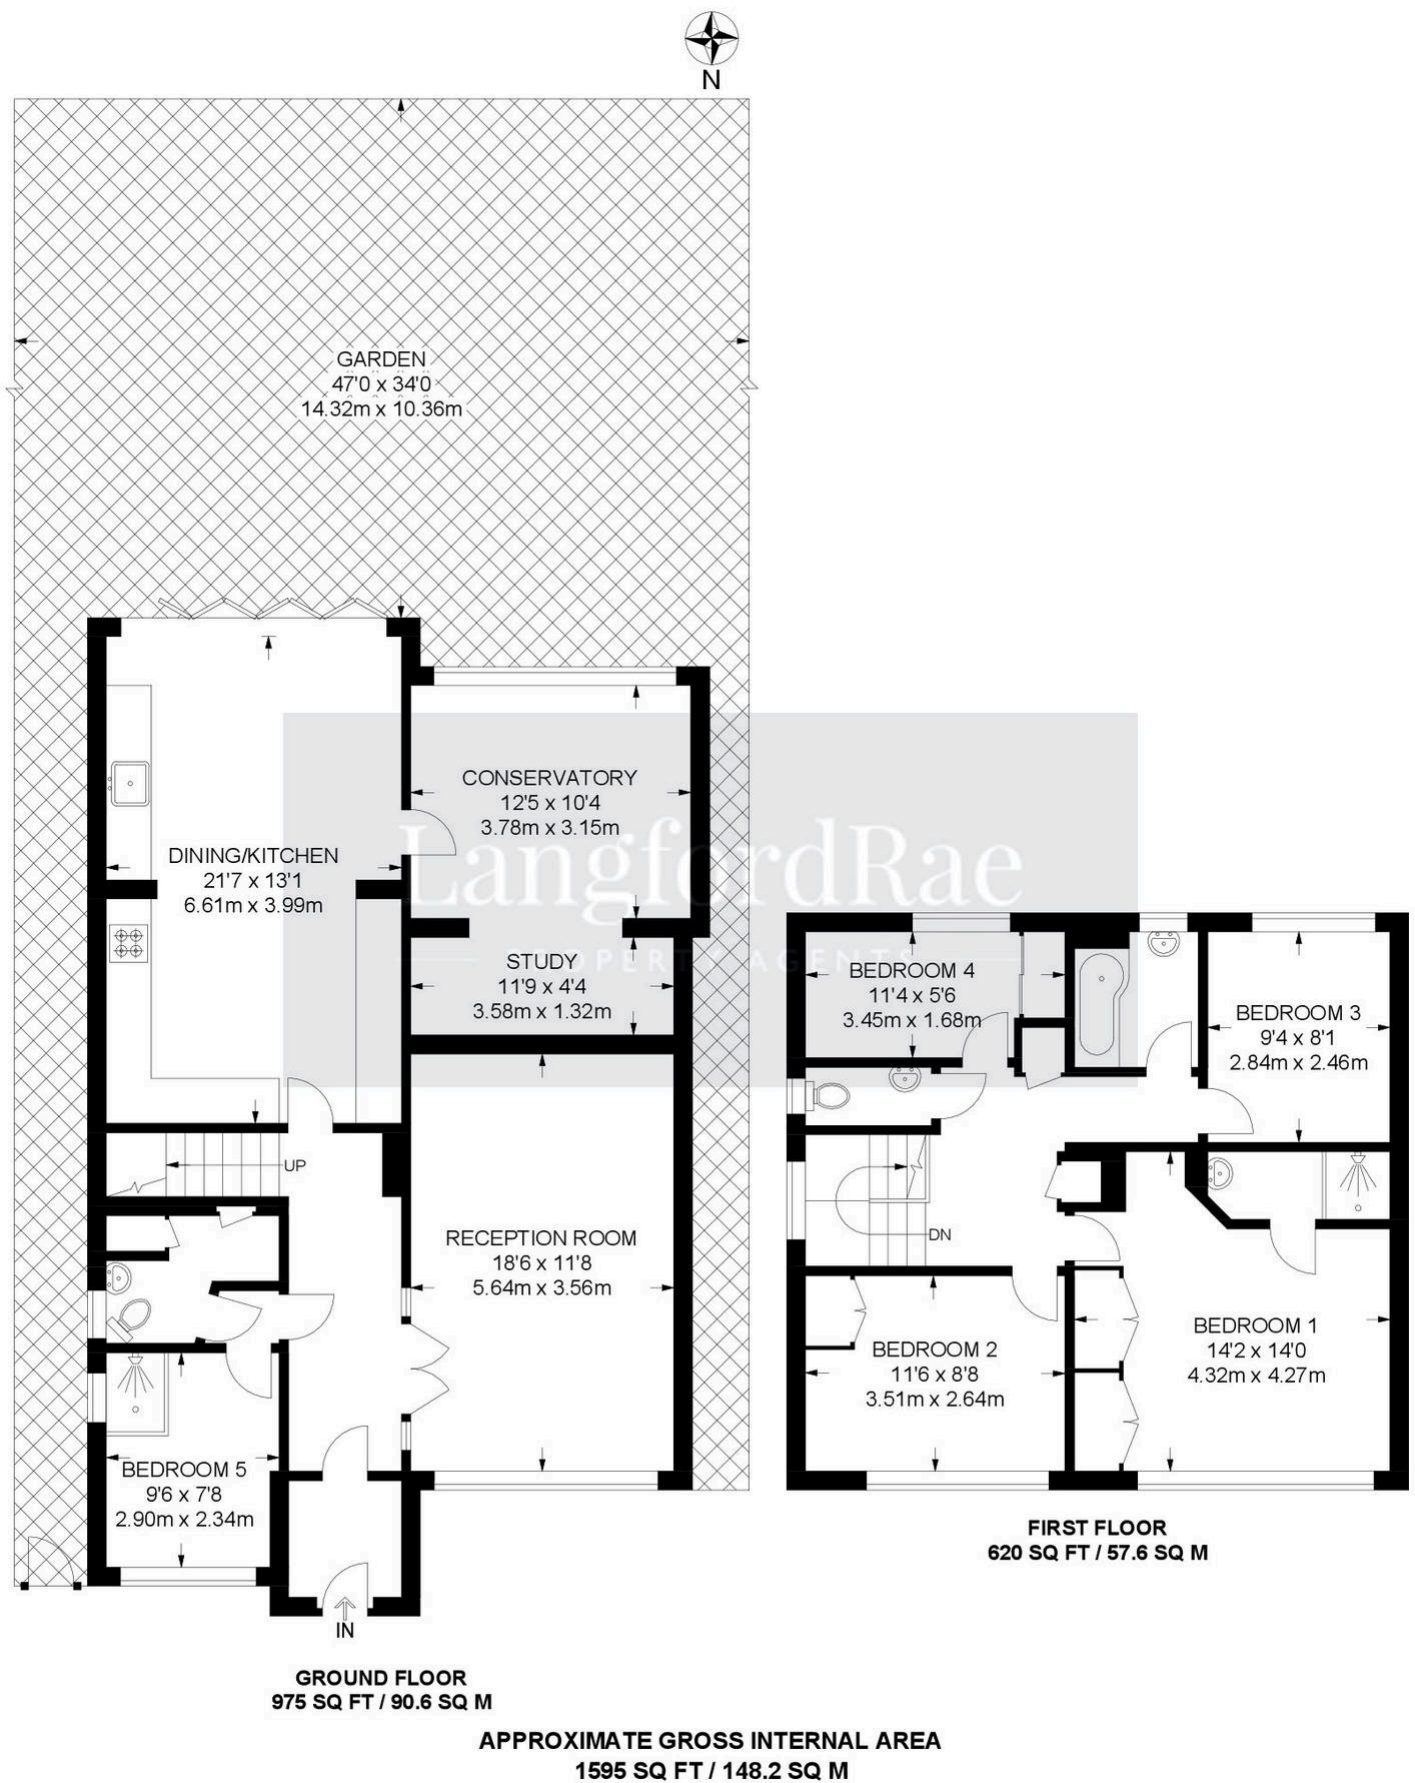 N
GARDEN
47'0 x 34'0
14.32m x 10.36m
CONSERVATORY
12'5 x 10'4
3.78m x 3.15m
LangfordRae
PROPERTY AGENTS
DINING/KITCHEN
21'7 x 13'1
6.61m x 3.99m
STUDY
11'9 x 4'4
3.58m x 1.32m
BEDROOM 4
11'4 x 5'6
3.45m x 1.68m
BEDROOM 3
9'4 x 8'1
2.84m x 2.46m
UP
RECEPTION ROOM
18'6 x 11'8
5.64m x 3.56m
DN
BEDROOM 2
11'6 x 8'8
3.51m x 2.64m
BEDROOM 1
14'2 x 14'0
4.32m x 4.27m
BEDROOM 5
9'6 x 7'8
2.90m x 2.34m
IN
FIRST FLOOR
620 SQ FT / 57.6 SQ M
GROUND FLOOR
975 SQ FT / 90.6 SQ M
APPROXIMATE GROSS INTERNAL AREA
1595 SQ FT / 148.2 SQ M